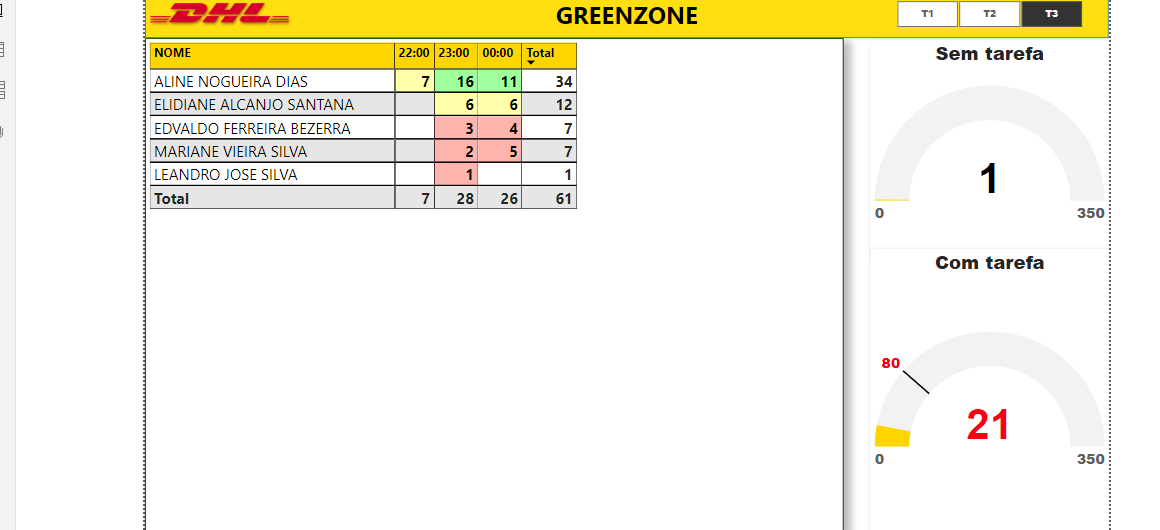 DHL
GREENZONE
T1 T2 T3
NOME 22:00 23:00 00:00 Total
ALINE NOGUEIRA DIAS 7 16 11 34
ELIDIANE ALCANJO SANTANA 6 6 12
EDVALDO FERREIRA BEZERRA 3 4 7
MARIANE VIEIRA SILVA 2 5 7
LEANDRO JOSE SILVA 1 1
Total 7 28 26 61
Sem tarefa
1
0 350
Com tarefa
80
21
0 350